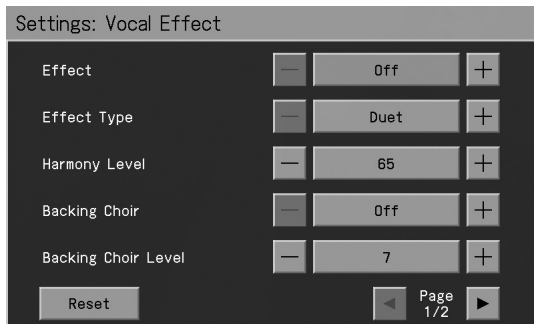 Settings: Vocal Effect
Effect — Off +
Effect Type — Duet +
Harmony Level — 65 +
Backing Choir — Off +
Backing Choir Level — 7 +
Reset ◀ Page 1/2 ▶